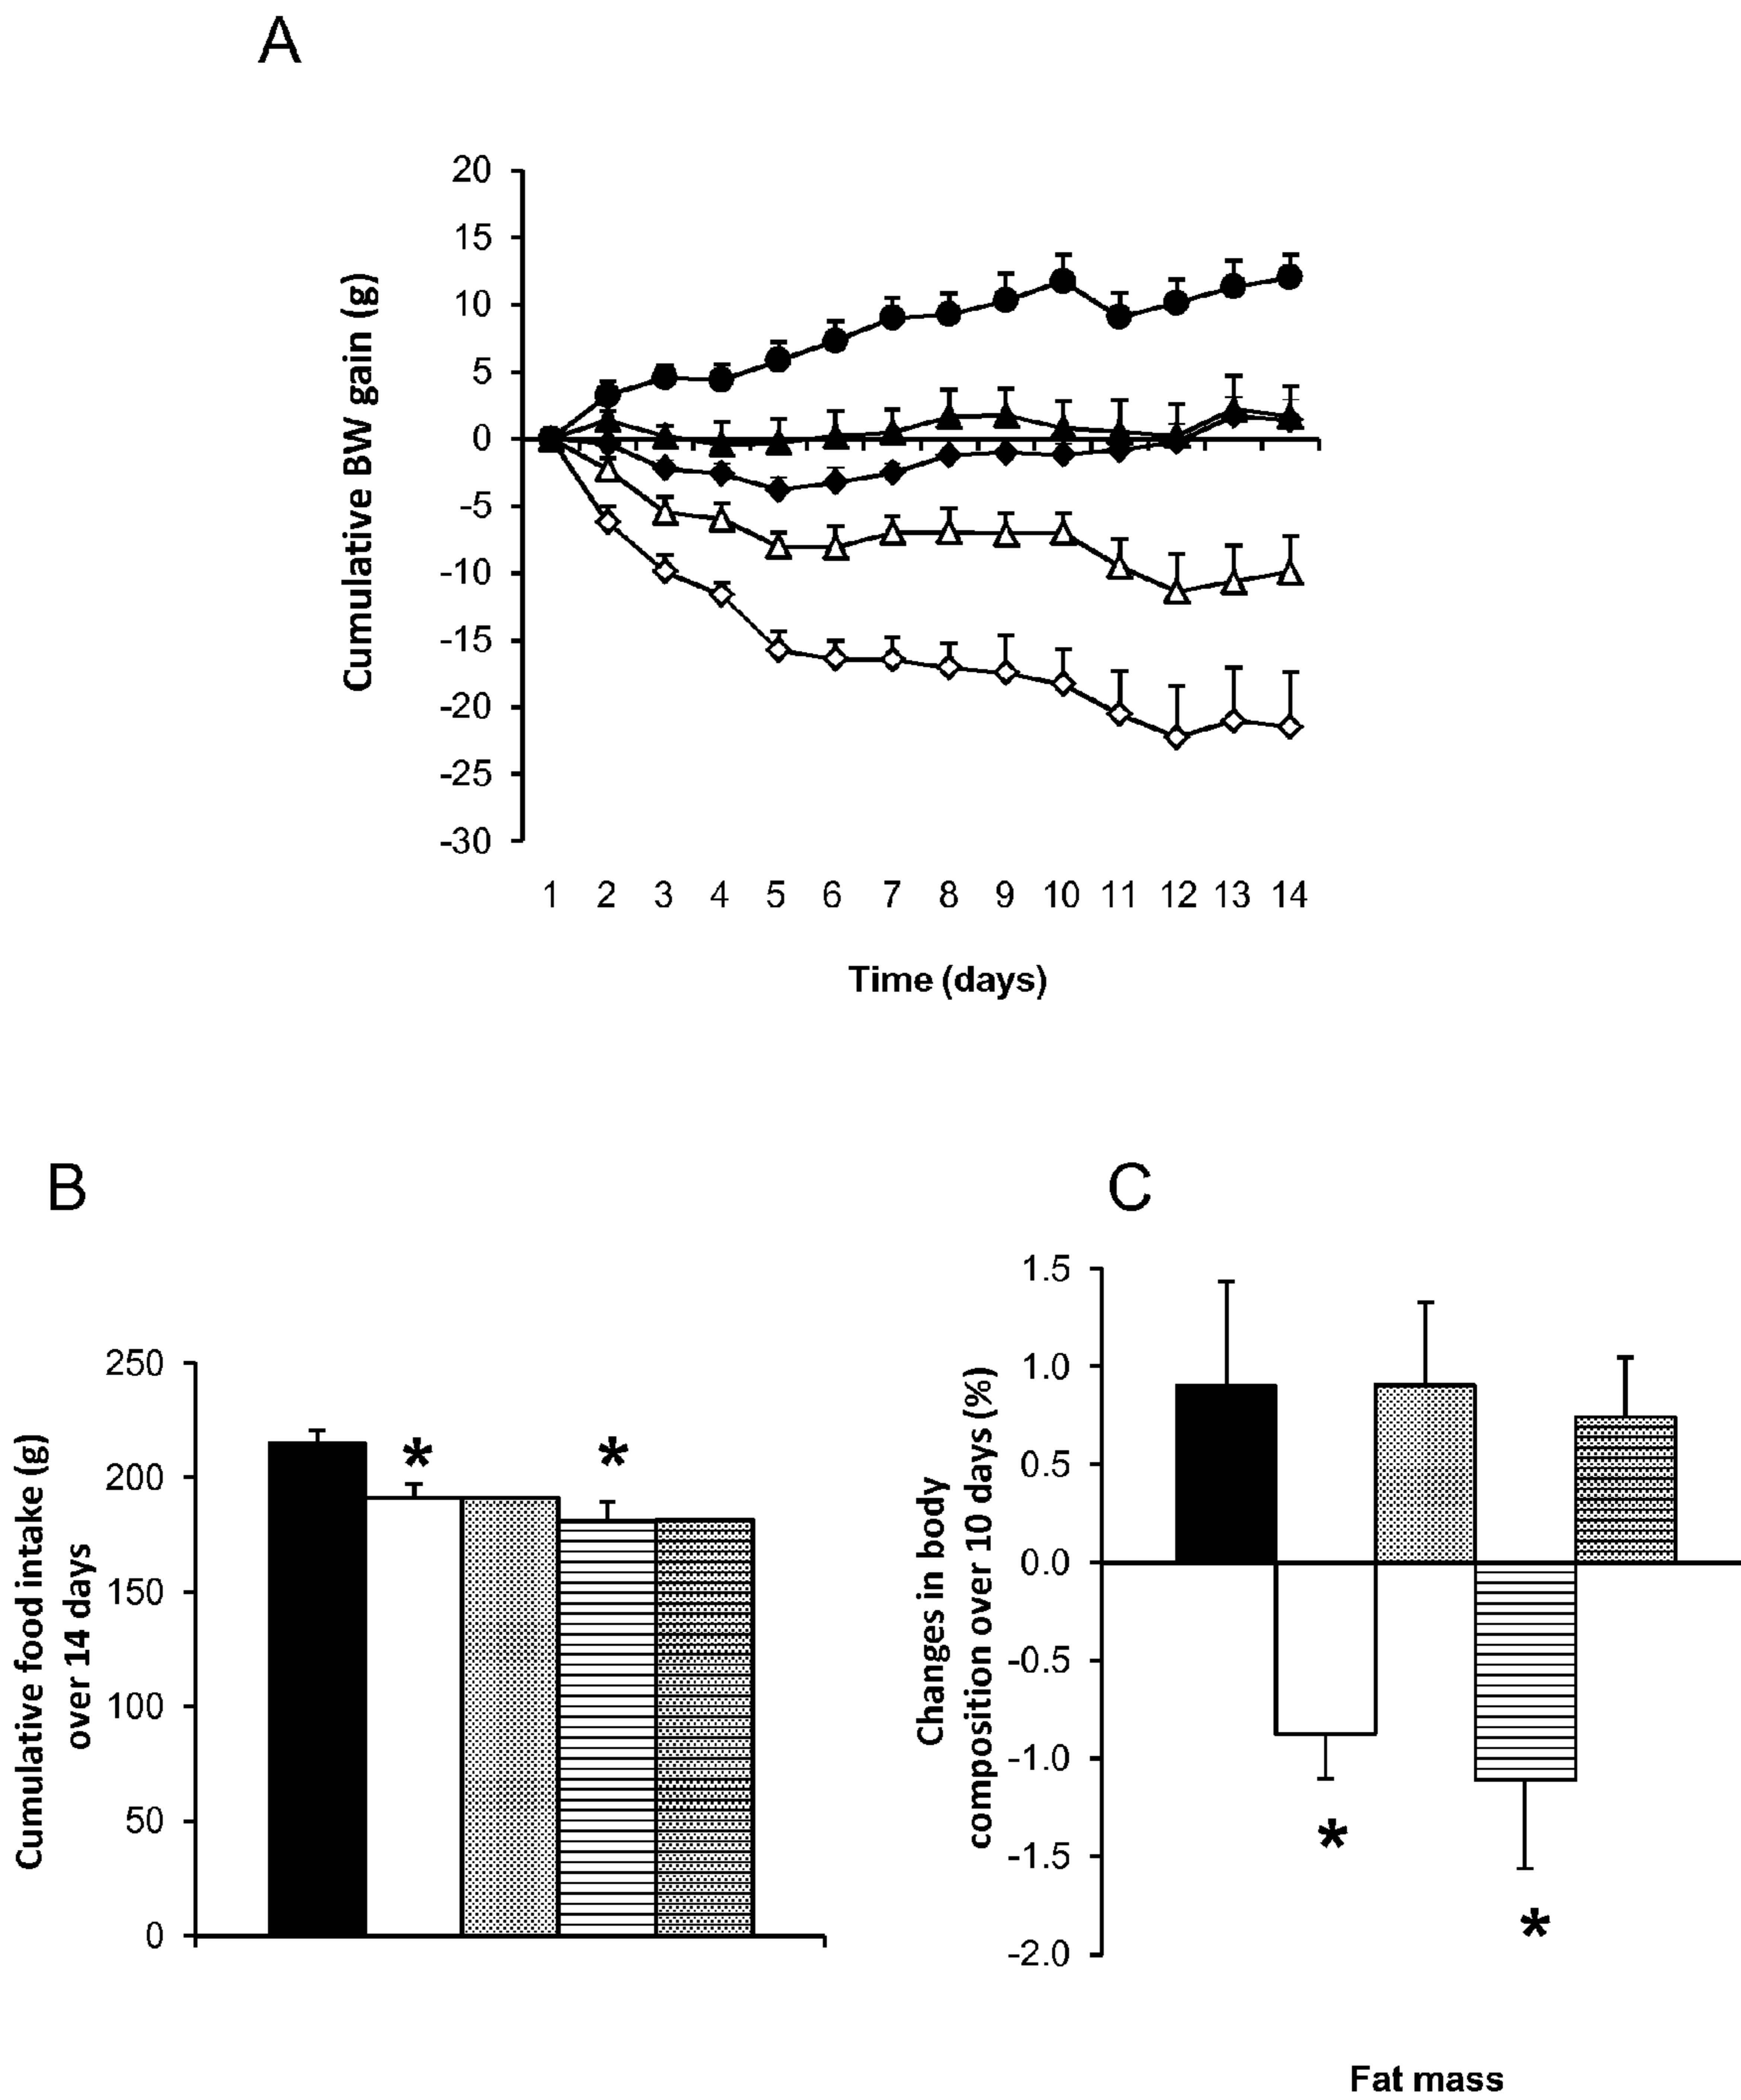 A
20
15
10
5
0
-5
-10
-15
-20
-25
-30
Cumulative BW gain (g)
1 2 3 4 5 6 7 8 9 10 11 12 13 14
Time (days)
B
250
200
150
100
50
0
Cumulative food intake (g)
over 14 days
* *
C
1.5
1.0
0.5
0.0
-0.5
-1.0
-1.5
-2.0
Changes in body
composition over 10 days (%)
*
*
Fat mass